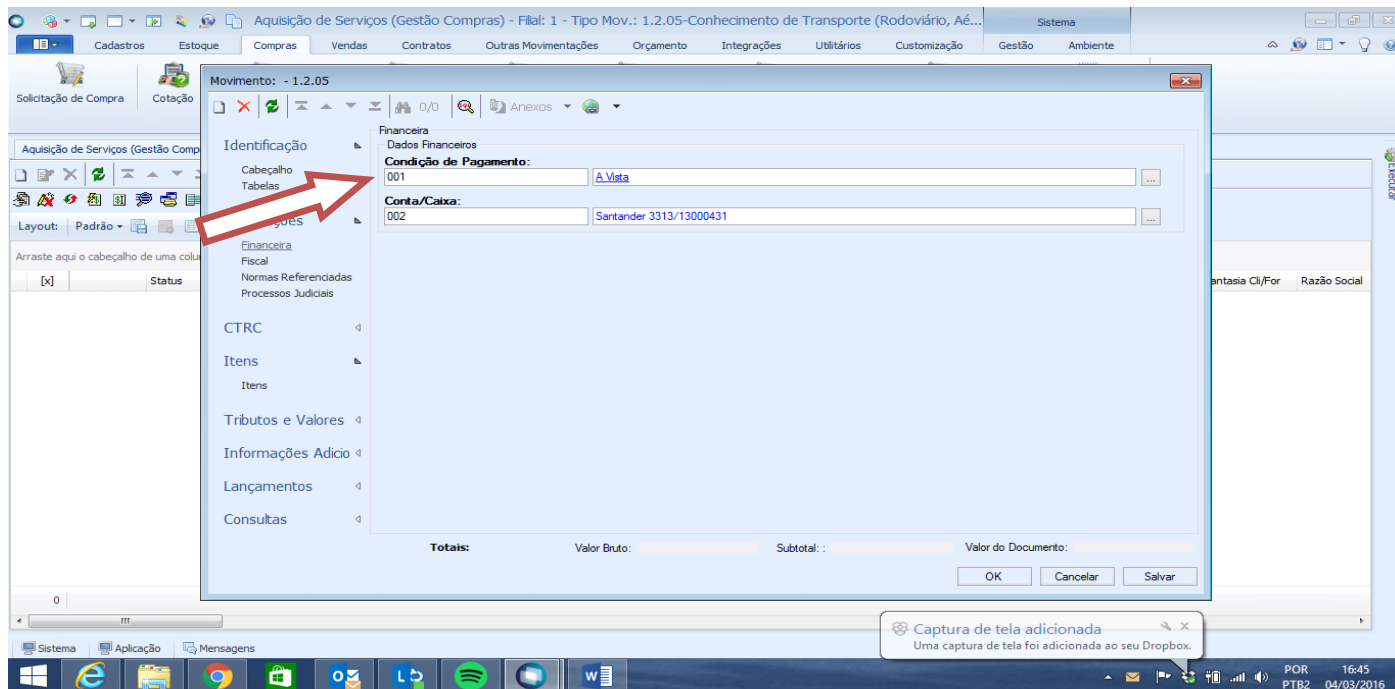 Aquisição de Serviços (Gestão Compras) - Filial: 1 - Tipo Mov.: 1.2.05-Conhecimento de Transporte (Rodoviário, Aé...
Sistema
Cadastros Estoque Compras Vendas Contratos Outras Movimentações Orçamento Integrações Utilitários Customização Gestão Ambiente
Solicitação de Compra Cotação
Movimento: - 1.2.05
0/0 Anexos
Aquisição de Serviços (Gestão Comp
Executar
Layout: Padrão
Arraste aqui o cabeçalho de uma colu
[x] Status
antasia Cli/For Razão Social
Identificação
Cabeçalho
Tabelas
Financeira
Fiscal
Normas Referenciadas
Processos Judiciais
CTRC
Itens
Itens
Tributos e Valores
Informações Adicio
Lançamentos
Consultas
Financeira
Dados Financeiros
Condição de Pagamento:
001 A Vista ...
Conta/Caixa:
002 Santander 3313/13000431 ...
Totais: Valor Bruto: Subtotal: : Valor do Documento:
OK Cancelar Salvar
0
Captura de tela adicionada
Uma captura de tela foi adicionada ao seu Dropbox.
Sistema Aplicação Mensagens
POR 16:45
PTB2 04/03/2016